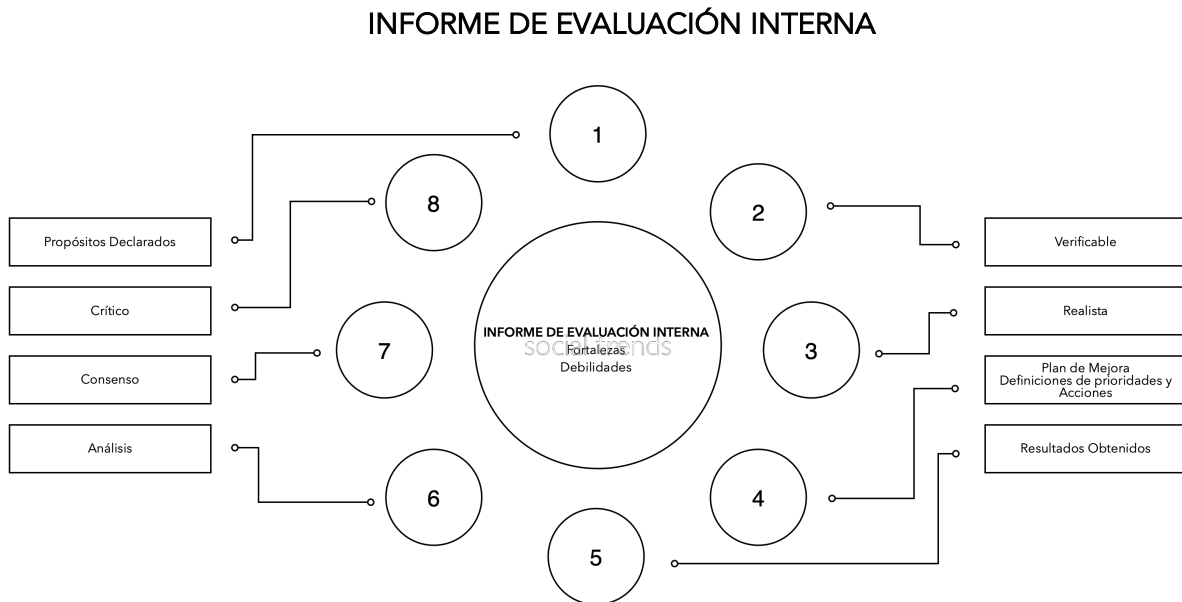 INFORME DE EVALUACIÓN INTERNA
1
8
2
Propósitos Declarados
Verificable
Crítico
Realista
INFORME DE EVALUACIÓN INTERNA
social trends
Fortalezas
Debilidades
7
3
Consenso
Plan de Mejora
Definiciones de prioridades y
Acciones
Análisis
Resultados Obtenidos
6
4
5